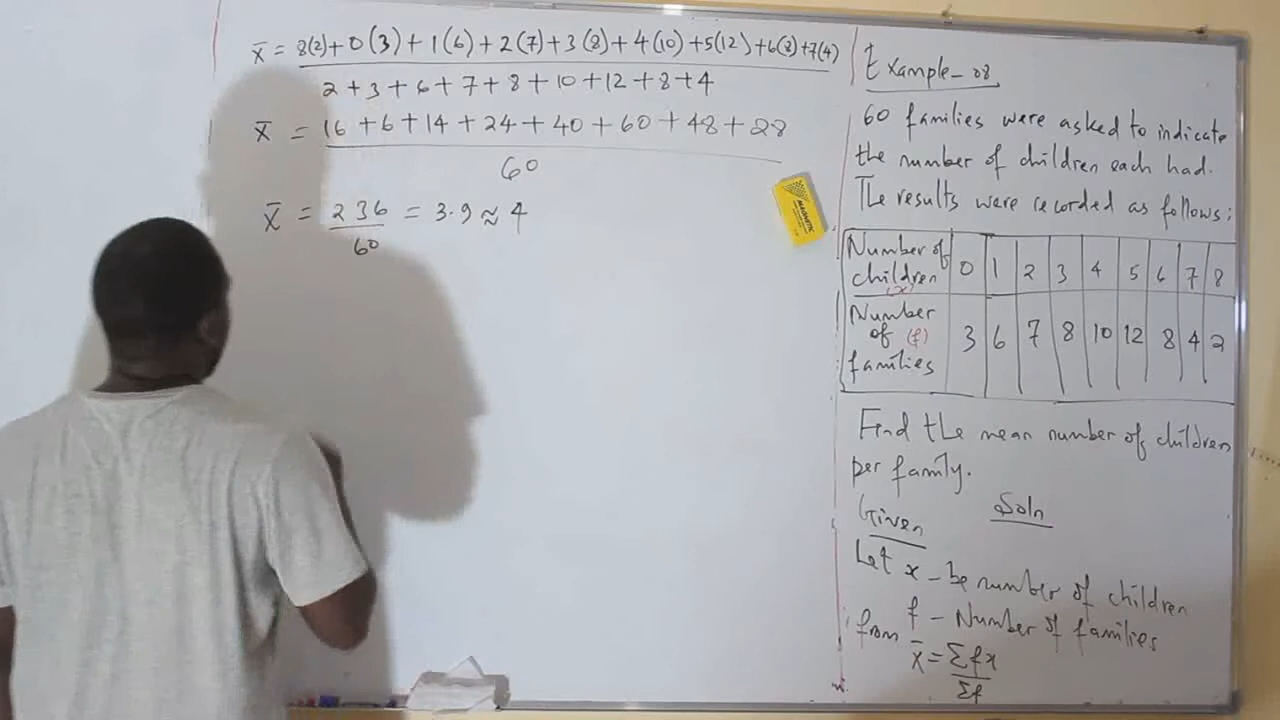 x̄ = 8(2)+0(3)+1(6)+2(7)+3(8)+4(10)+5(12)+6(8)+7(4)
2+3+6+7+8+10+12+8+4
x̄ = 16+6+14+24+40+60+48+28
60
x̄ = 236 = 3.9 ≈ 4
60
MAGNETIC
Example-08
60 families were asked to indicate
the number of children each had.
The results were recorded as follows:
Number of children (x) 0 1 2 3 4 5 6 7 8
Number of (f) families 3 6 7 8 10 12 8 4 2
Find the mean number of children
per family.
Soln
Given
Let x - be number of children
f - Number of families
from x̄ = Σfx
Σf